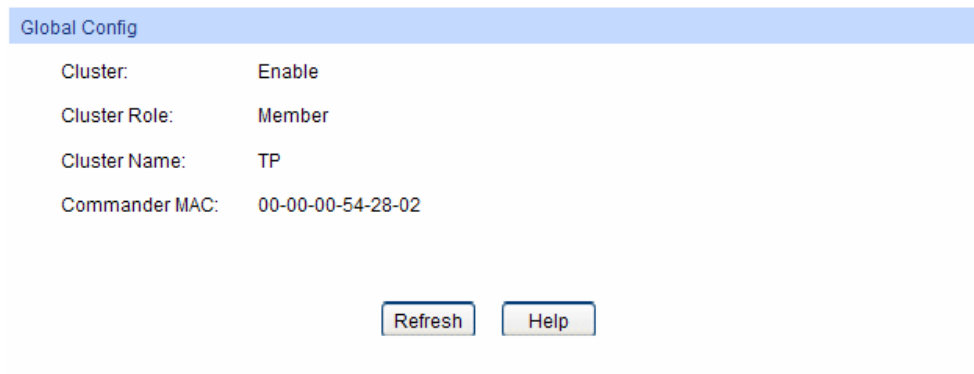 Global Config
Cluster: Enable
Cluster Role: Member
Cluster Name: TP
Commander MAC: 00-00-00-54-28-02
Refresh Help